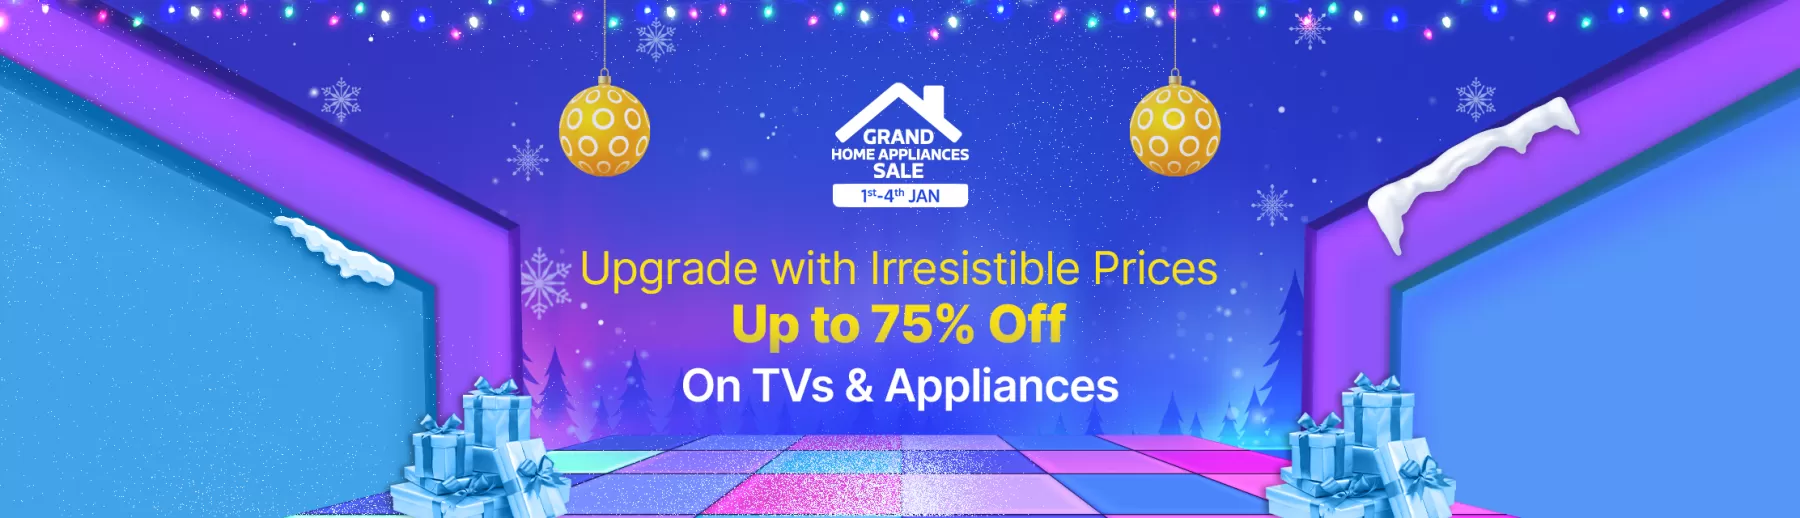 GRAND
HOME APPLIANCES
SALE
1st-4th JAN
Upgrade with Irresistible Prices
Up to 75% Off
On TVs & Appliances